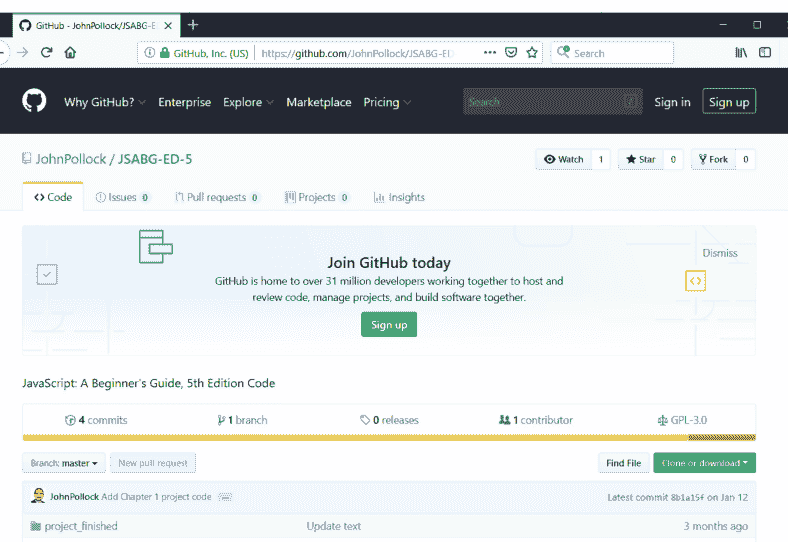 GitHub - JohnPollock/JSABG-E
GitHub, Inc. (US) https://github.com/JohnPollock/JSABG-ED Search
Why GitHub? Enterprise Explore Marketplace Pricing Search / Sign in Sign up
JohnPollock / JSABG-ED-5 Watch 1 Star 0 Fork 0
Code Issues 0 Pull requests 0 Projects 0 Insights
Join GitHub today Dismiss
GitHub is home to over 31 million developers working together to host and
review code, manage projects, and build software together.
Sign up
JavaScript: A Beginner's Guide, 5th Edition Code
4 commits 1 branch 0 releases 1 contributor GPL-3.0
Branch: master New pull request Find File Clone or download
JohnPollock Add Chapter 1 project code Latest commit 8b1a15f on Jan 12
project_finished Update text 3 months ago